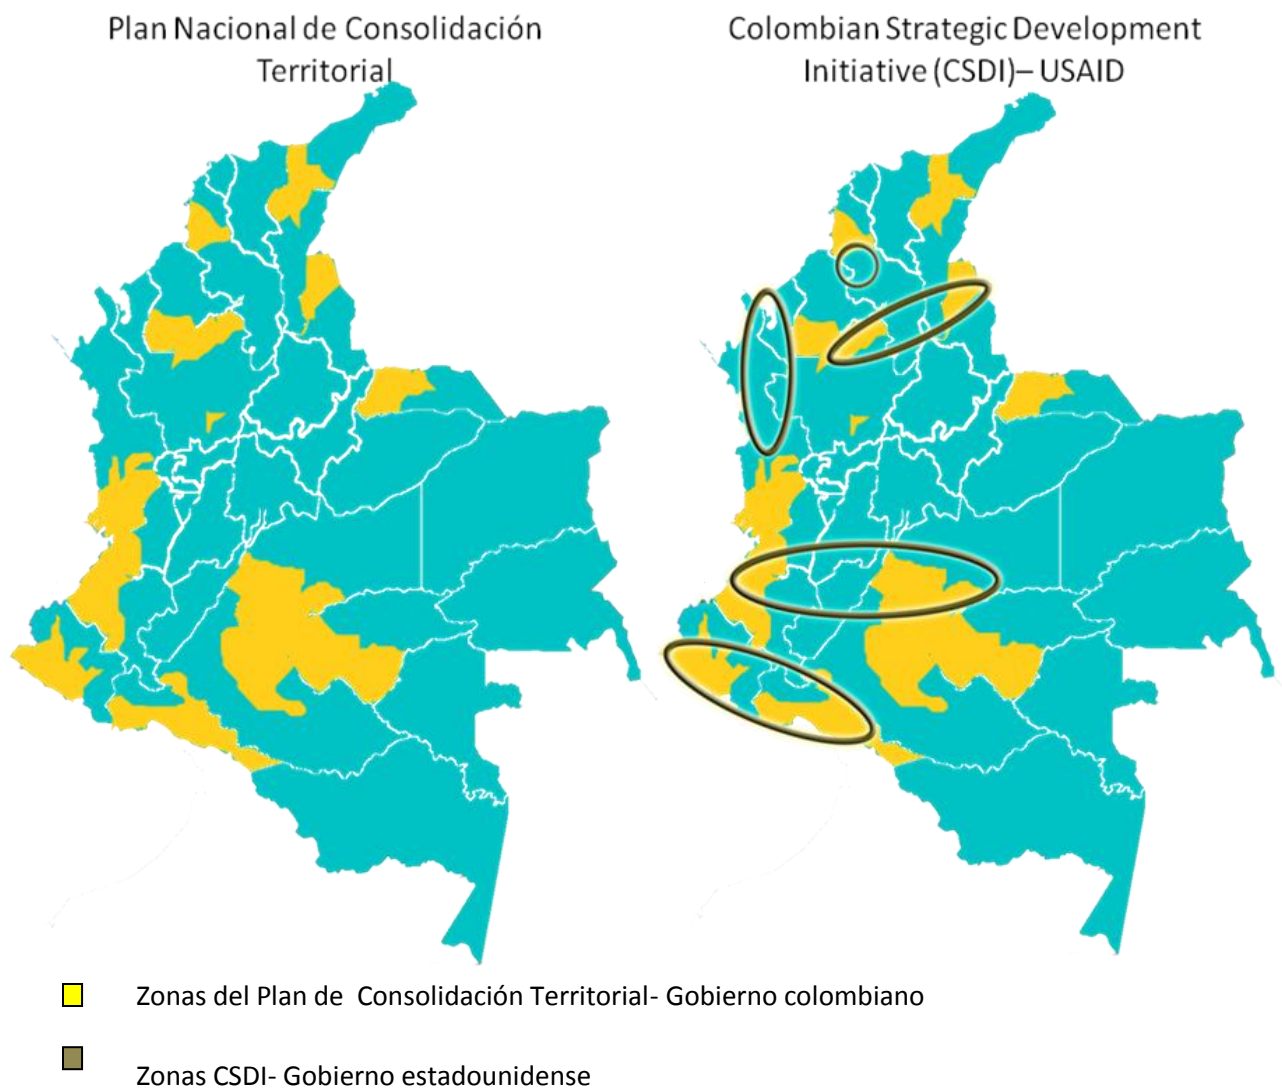 Plan Nacional de Consolidación
Territorial
Colombian Strategic Development
Initiative (CSDI)– USAID
Zonas del Plan de Consolidación Territorial- Gobierno colombiano
Zonas CSDI- Gobierno estadounidense